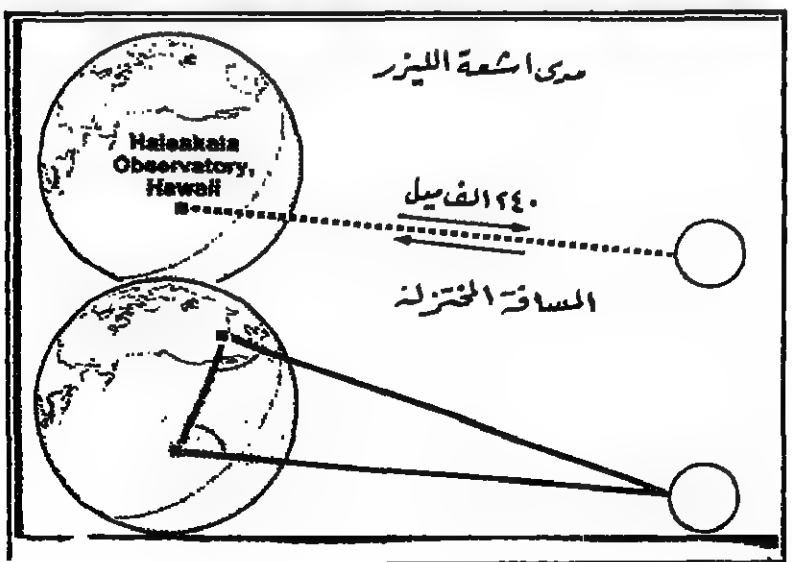 مدى اشعة الليزر
Haleakala
Observatory,
Hawaii
٢٤٠ الف ميل
المسافة المختزلة